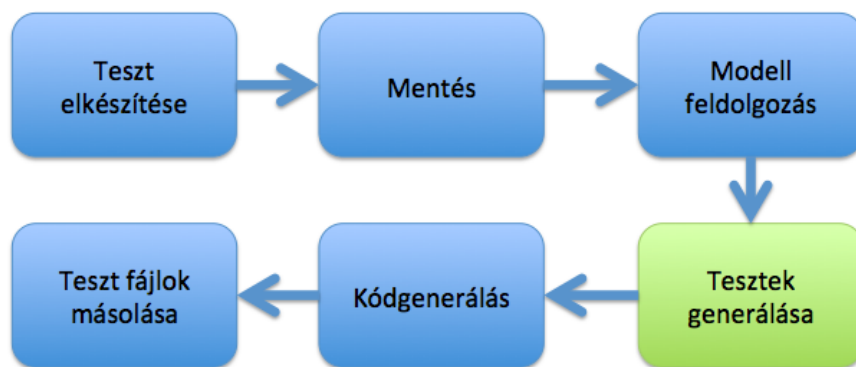 Teszt
elkészítése
Mentés
Modell
feldolgozás
Tesztek
generálása
Kódgenerálás
Teszt fájlok
másolása